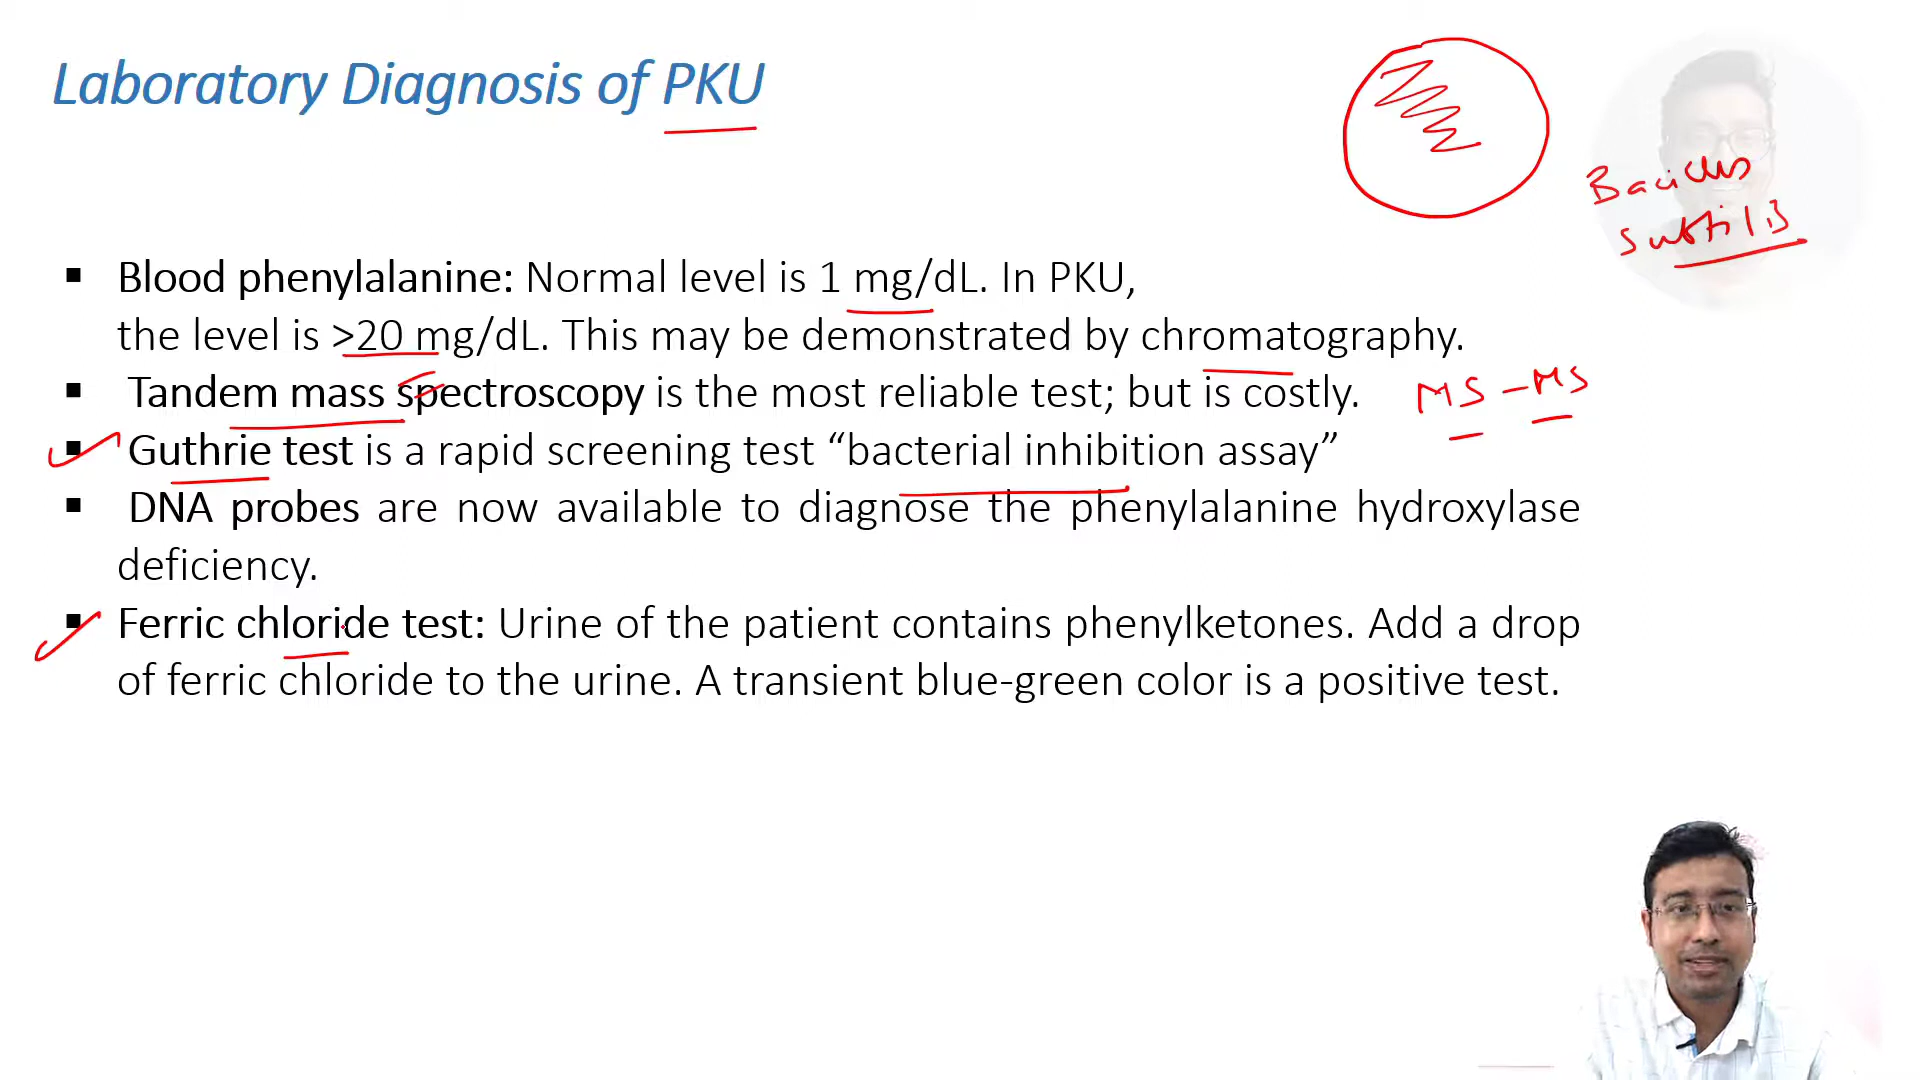 Laboratory Diagnosis of PKU
Bacillus
subtilis
▪ Blood phenylalanine: Normal level is 1 mg/dL. In PKU,
the level is >20 mg/dL. This may be demonstrated by chromatography.
▪ Tandem mass spectroscopy is the most reliable test; but is costly.
MS-MS
▪ Guthrie test is a rapid screening test “bacterial inhibition assay”
▪ DNA probes are now available to diagnose the phenylalanine hydroxylase
deficiency.
▪ Ferric chloride test: Urine of the patient contains phenylketones. Add a drop
of ferric chloride to the urine. A transient blue-green color is a positive test.